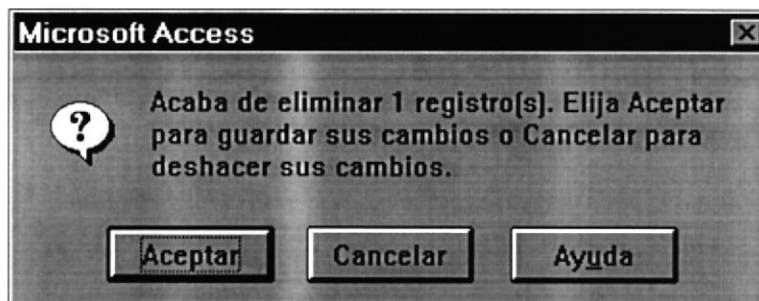 Microsoft Access
Acaba de eliminar 1 registro(s). Elija Aceptar
para guardar sus cambios o Cancelar para
deshacer sus cambios.
Aceptar Cancelar Ayuda